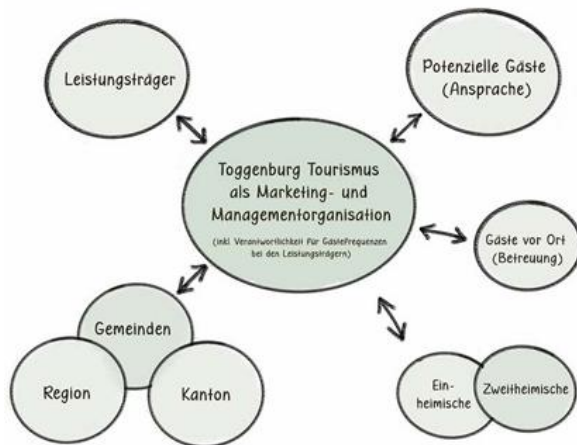 Leistungsträger
Potenzielle Gäste
(Ansprache)
Toggenburg Tourismus
als Marketing- und
Managementorganisation
(inkl. Verantwortlichkeit für Gästefrequenzen
bei den Leistungsträgern)
Gäste vor Ort
(Betreuung)
Gemeinden
Region
Kanton
Ein-
heimische
Zweitheimische